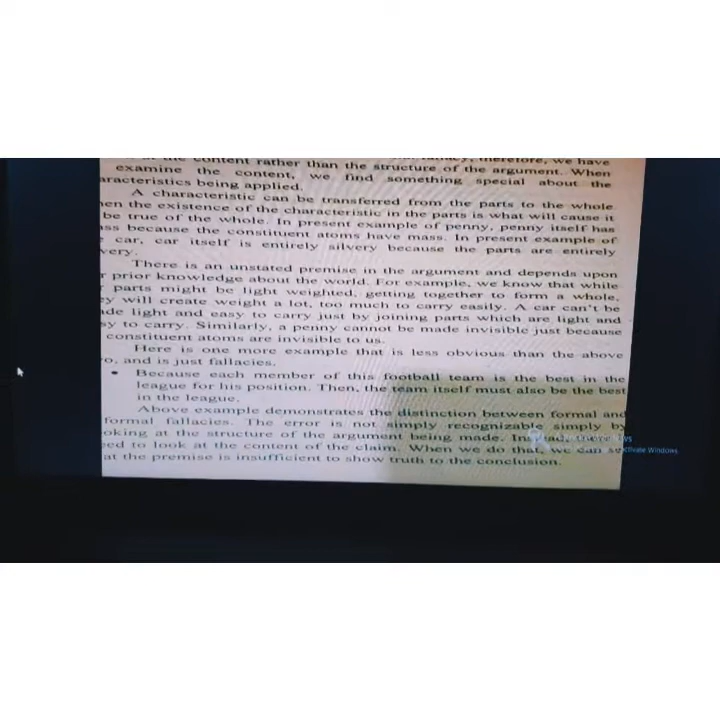 the content rather than the structure of the argument. When
therefore, we have
examine the content, we find something special about the
aracteristics being applied.
A characteristic can be transferred from the parts to the whole
en the existence of the characteristic in the parts is what will cause it
be true of the whole. In present example of penny, penny itself has
ss because the constituent atoms have mass. In present example of
car, car itself is entirely silvery because the parts are entirely
very.
There is an unstated premise in the argument and depends upon
r prior knowledge about the world. For example, we know that while
parts might be light weighted, getting together to form a whole,
ey will create weight a lot, too much to carry easily. A car can't be
ade light and easy to carry just by joining parts which are light and
sy to carry. Similarly, a penny cannot be made invisible just because
constituent atoms are invisible to us.
Here is one more example that is less obvious than the above
o, and is just fallacies.
• Because each member of this football team is the best in the
league for his position. Then, the team itself must also be the best
in the league.
Above example demonstrates the distinction between formal and
formal fallacies. The error is not simply recognizable simply by
oking at the structure of the argument being made.
ed to look at the content of the claim. When we do that, we can se
ctivate Windows
at the premise is insufficient to show truth to the conclusion.